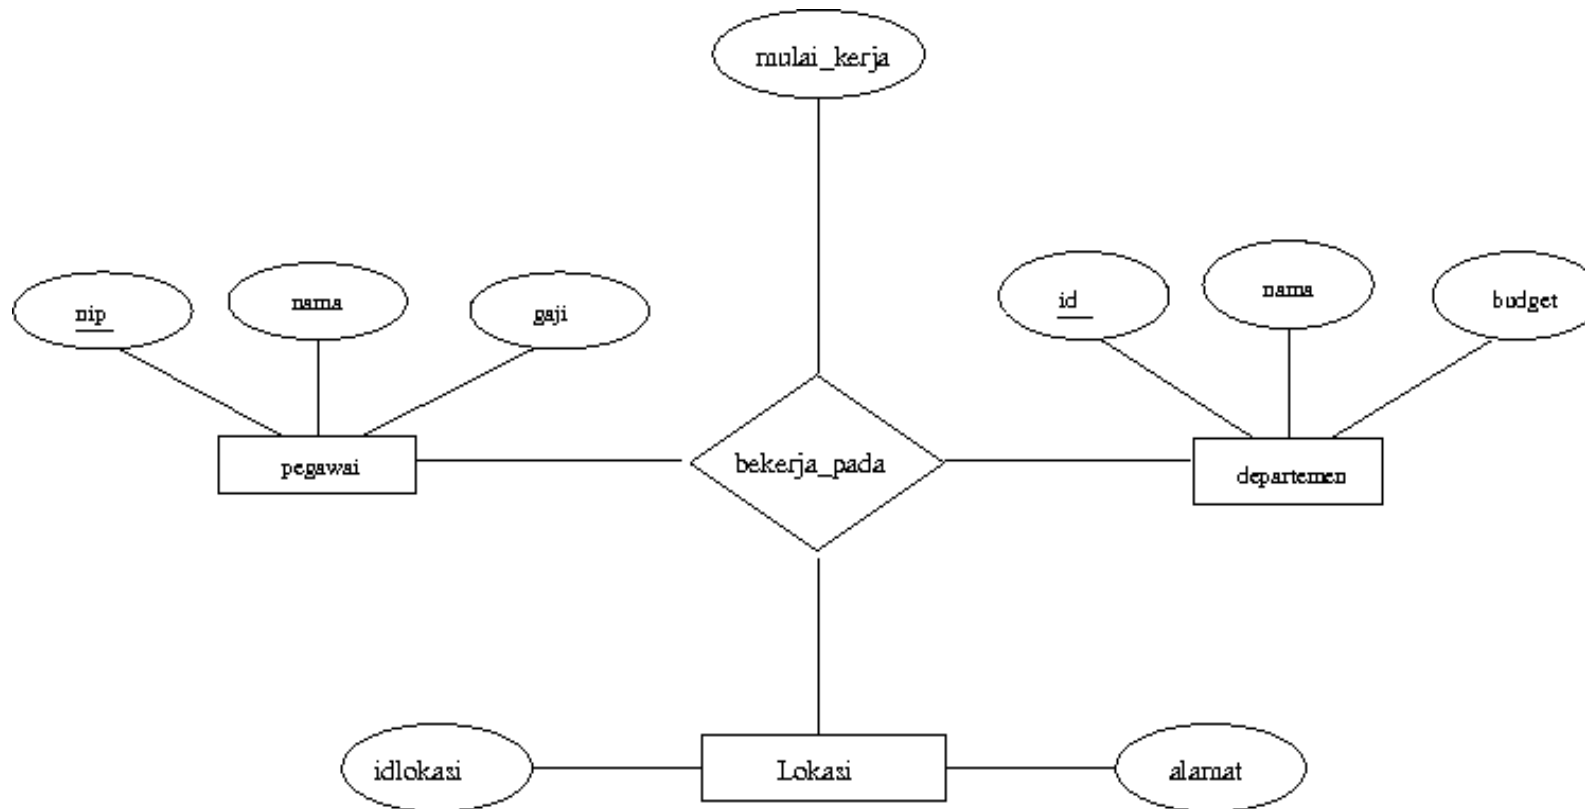 mulai_kerja
nip
nama
gaji
id
nama
budget
pegawai
bekerja_pada
departemen
idlokasi
Lokasi
alamat